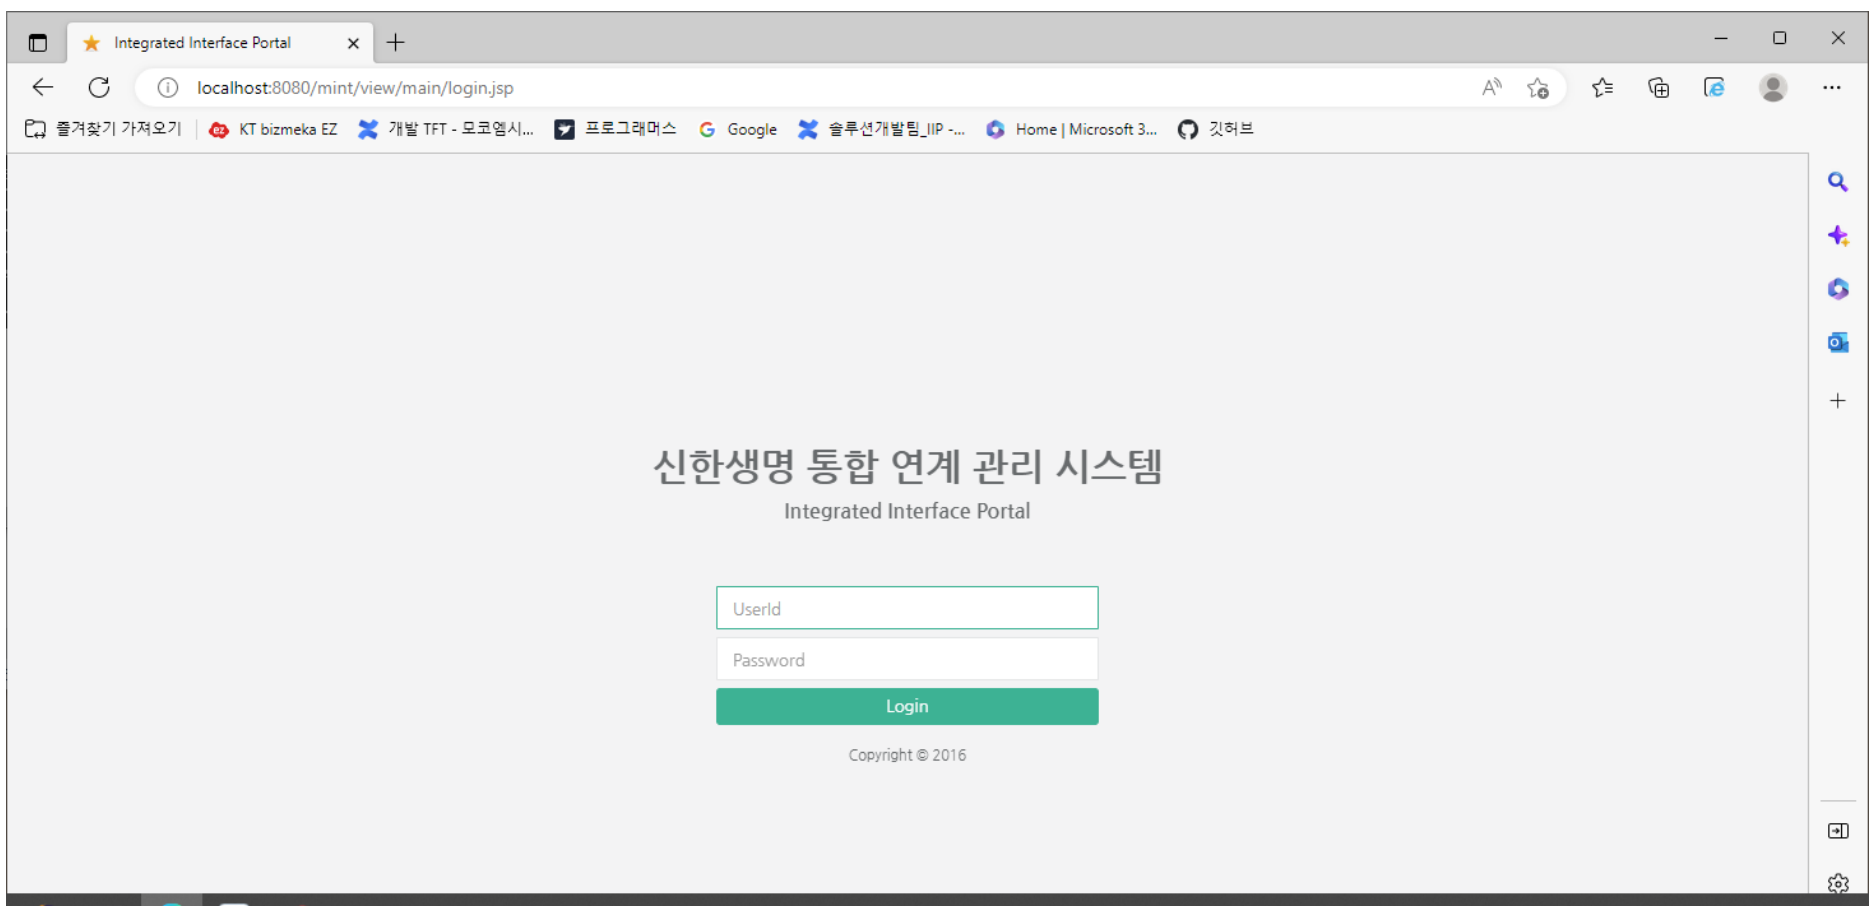 Integrated Interface Portal
localhost:8080/mint/view/main/login.jsp
즐겨찾기 가져오기 KT bizmeka EZ 개발 TFT - 모코엠시... 프로그래머스 Google 솔루션개발팀_IIP -... Home | Microsoft 3... 깃허브
신한생명 통합 연계 관리 시스템
Integrated Interface Portal
UserId
Password
Login
Copyright © 2016